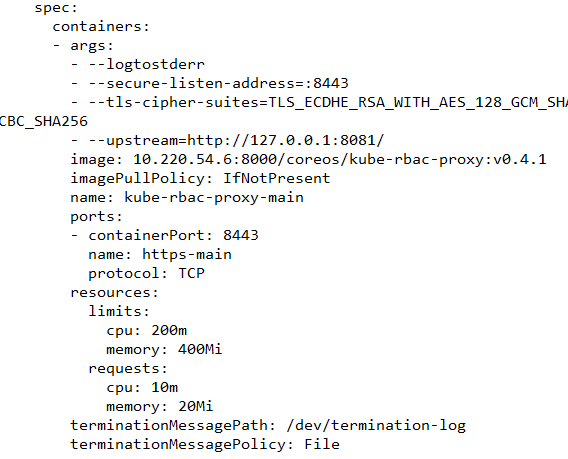 spec:
containers:
- args:
- --logtostderr
- --secure-listen-address=:8443
- --tls-cipher-suites=TLS_ECDHE_RSA_WITH_AES_128_GCM_SHA
CBC_SHA256
- --upstream=http://127.0.0.1:8081/
image: 10.220.54.6:8000/coreos/kube-rbac-proxy:v0.4.1
imagePullPolicy: IfNotPresent
name: kube-rbac-proxy-main
ports:
- containerPort: 8443
name: https-main
protocol: TCP
resources:
limits:
cpu: 200m
memory: 400Mi
requests:
cpu: 10m
memory: 20Mi
terminationMessagePath: /dev/termination-log
terminationMessagePolicy: File